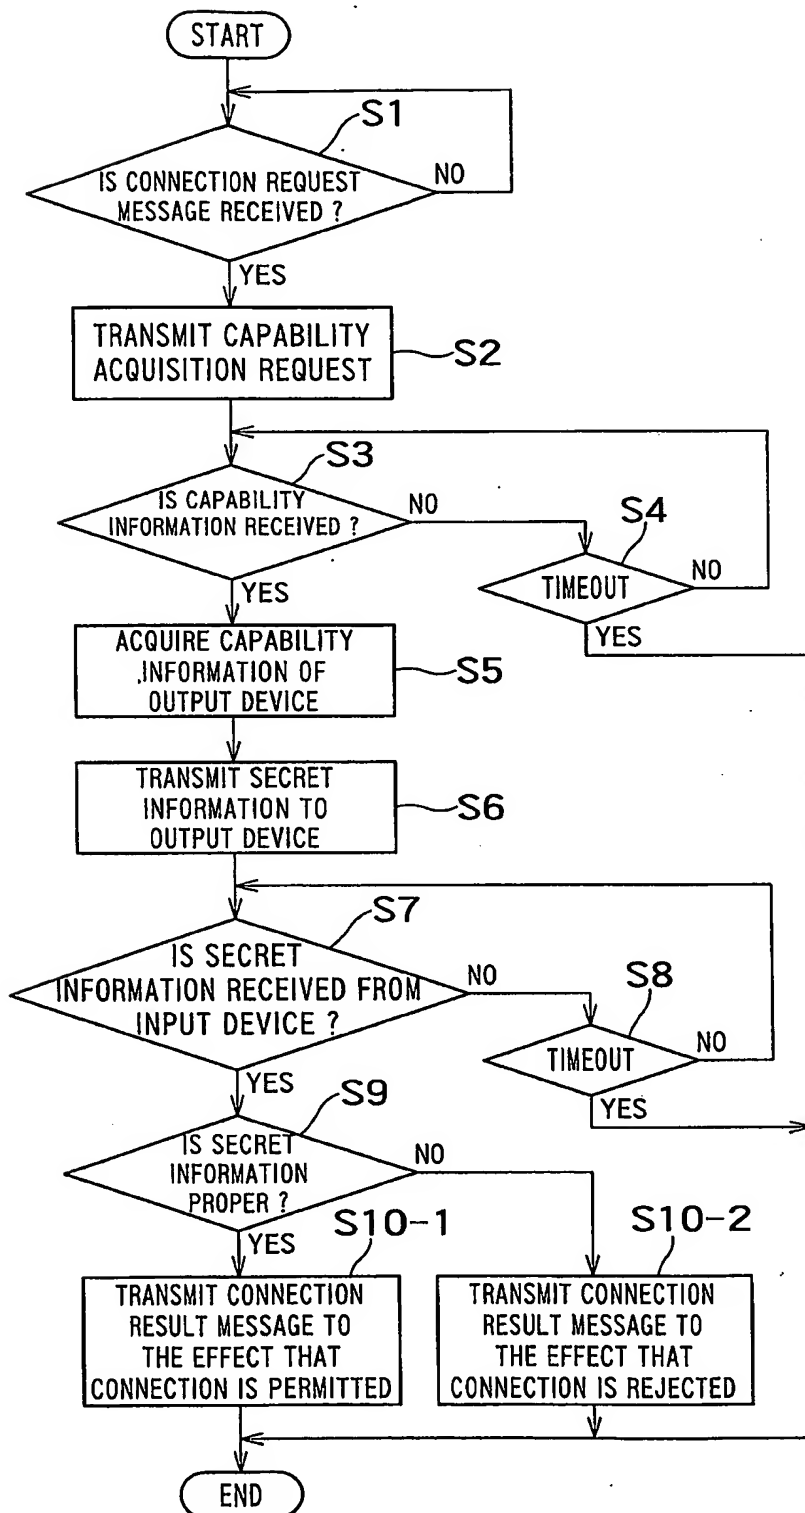 START
S1
IS CONNECTION REQUEST
MESSAGE RECEIVED ?
NO
YES
TRANSMIT CAPABILITY
ACQUISITION REQUEST
S2
S3
IS CAPABILITY
INFORMATION RECEIVED ?
NO
S4
TIMEOUT
NO
YES
YES
ACQUIRE CAPABILITY
INFORMATION OF
OUTPUT DEVICE
S5
TRANSMIT SECRET
INFORMATION TO
OUTPUT DEVICE
S6
S7
IS SECRET
INFORMATION RECEIVED FROM
INPUT DEVICE ?
NO
S8
TIMEOUT
NO
YES
YES
S9
IS SECRET
INFORMATION
PROPER ?
NO
YES
S10-1
S10-2
TRANSMIT CONNECTION
RESULT MESSAGE TO
THE EFFECT THAT
CONNECTION IS PERMITTED
TRANSMIT CONNECTION
RESULT MESSAGE TO
THE EFFECT THAT
CONNECTION IS REJECTED
END